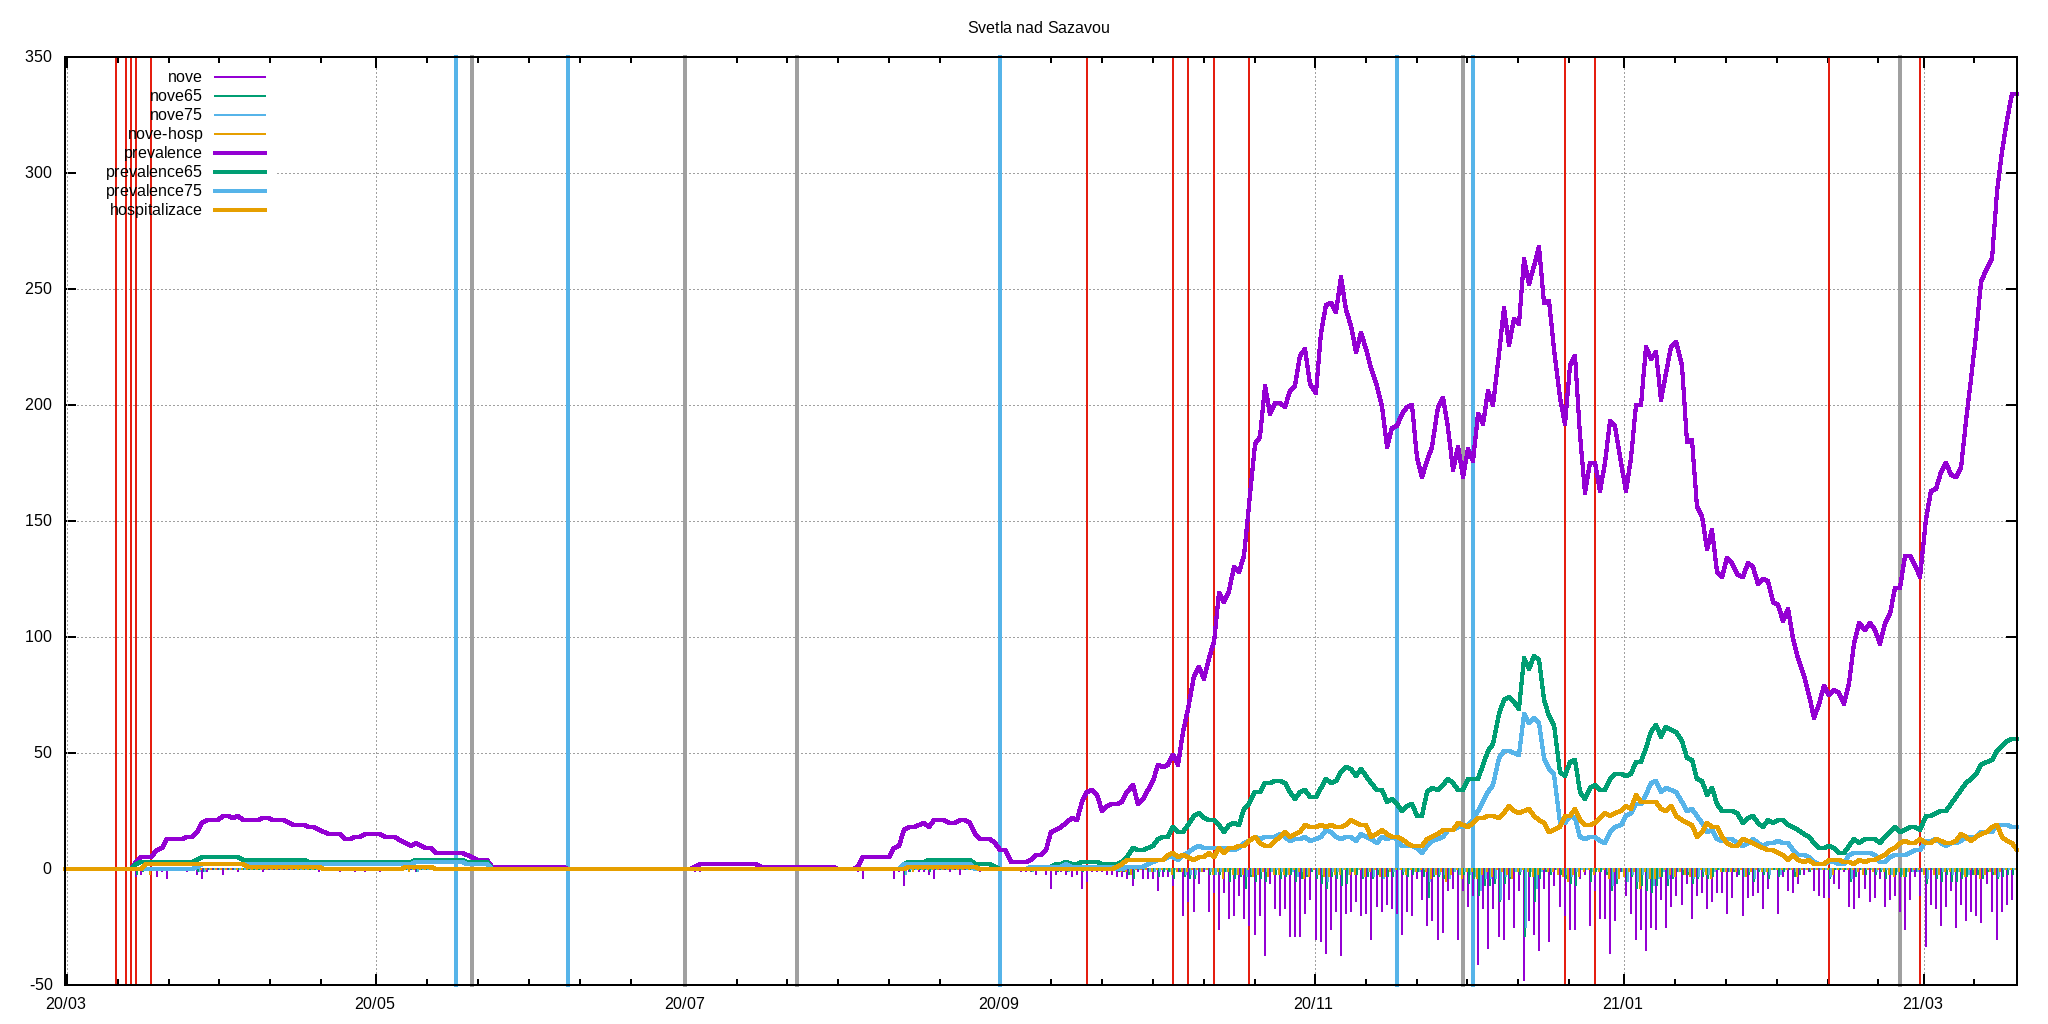 Svetla nad Sazavou
350
300
250
200
150
100
50
0
-50
nove
nove65
nove75
nove-hosp
prevalence
prevalence65
prevalence75
hospitalizace
20/03 20/05 20/07 20/09 20/11 21/01 21/03